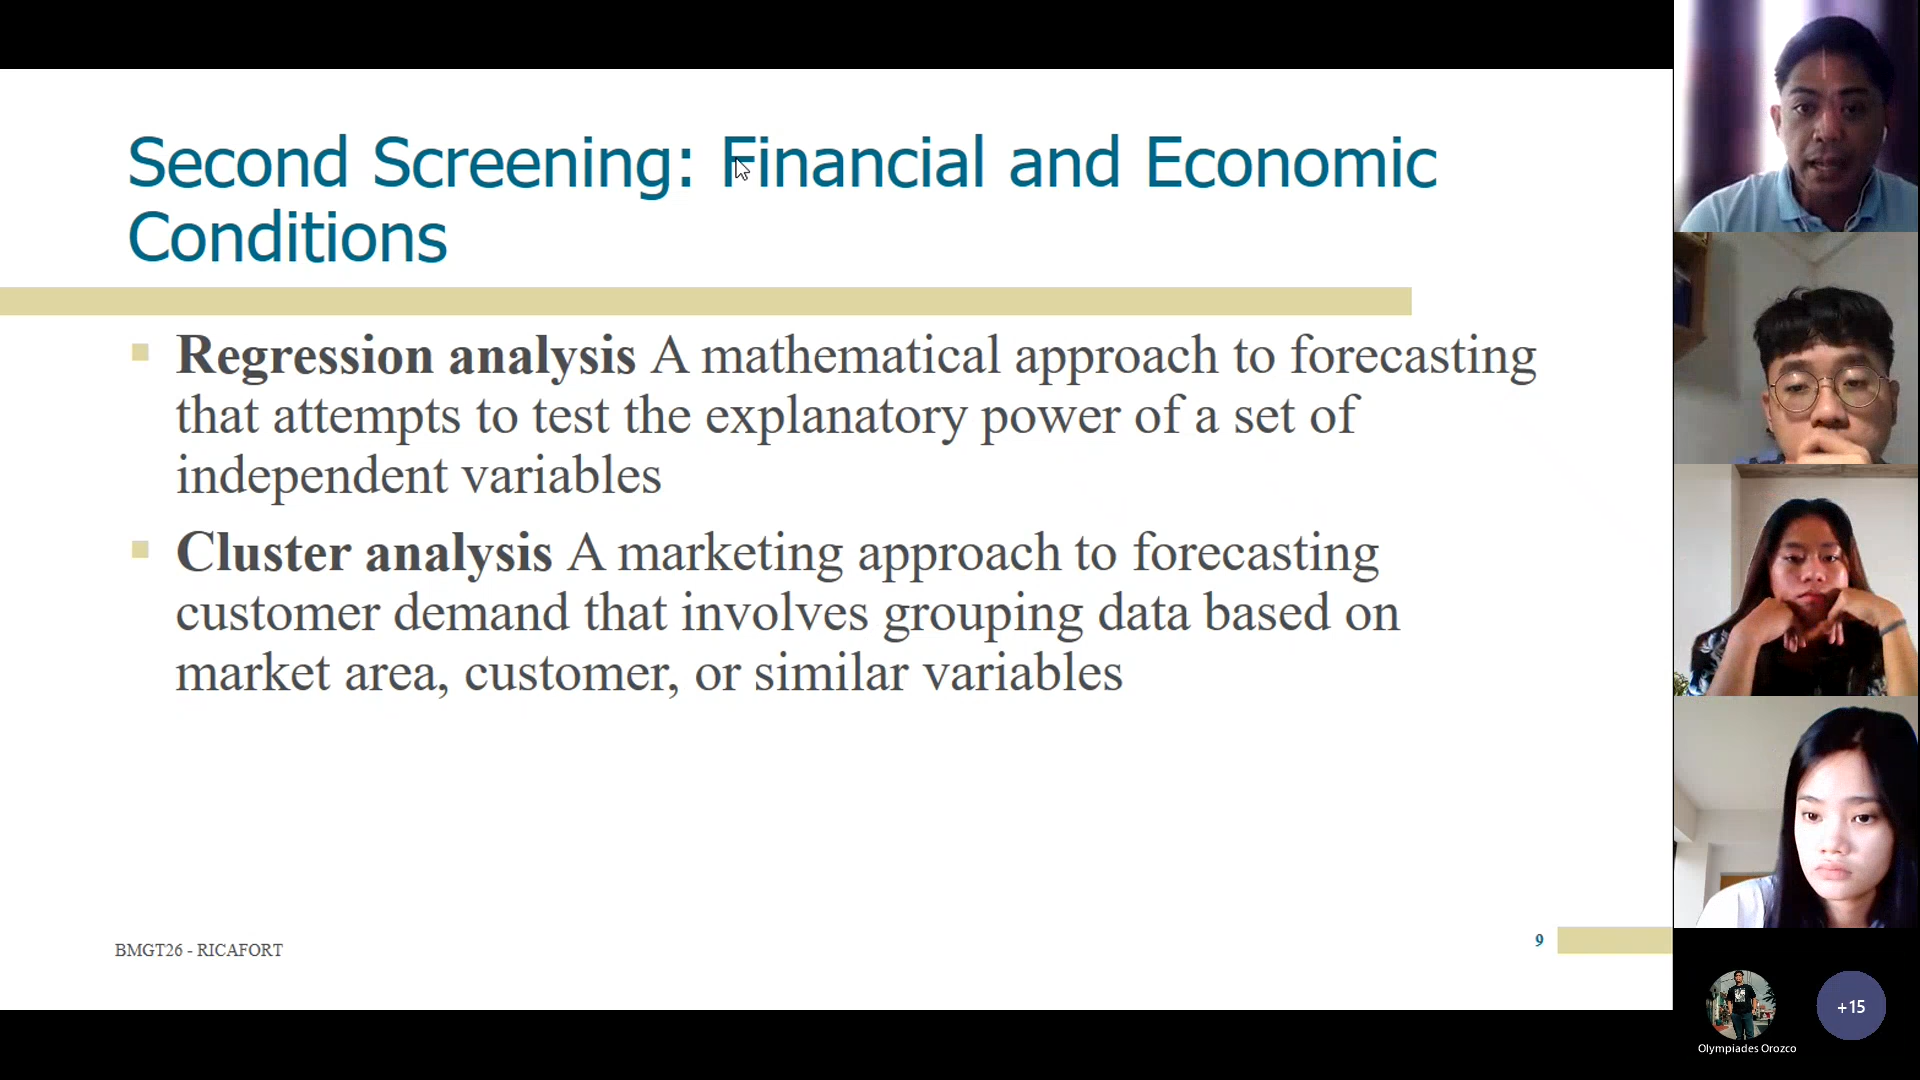 Second Screening: Financial and Economic
Conditions
Regression analysis A mathematical approach to forecasting
that attempts to test the explanatory power of a set of
independent variables
Cluster analysis A marketing approach to forecasting
customer demand that involves grouping data based on
market area, customer, or similar variables
BMGT26 - RICAFORT
9
+15
Olympiades Orozco